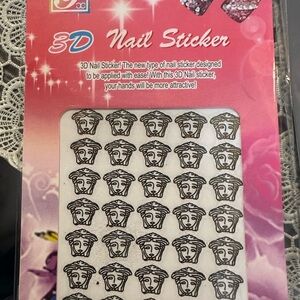 3D Nail Sticker
3D Nail Sticker! The new type of nail sticker designed
to be applied with ease! With this 3D Nail sticker,
your hands will be more attractive!